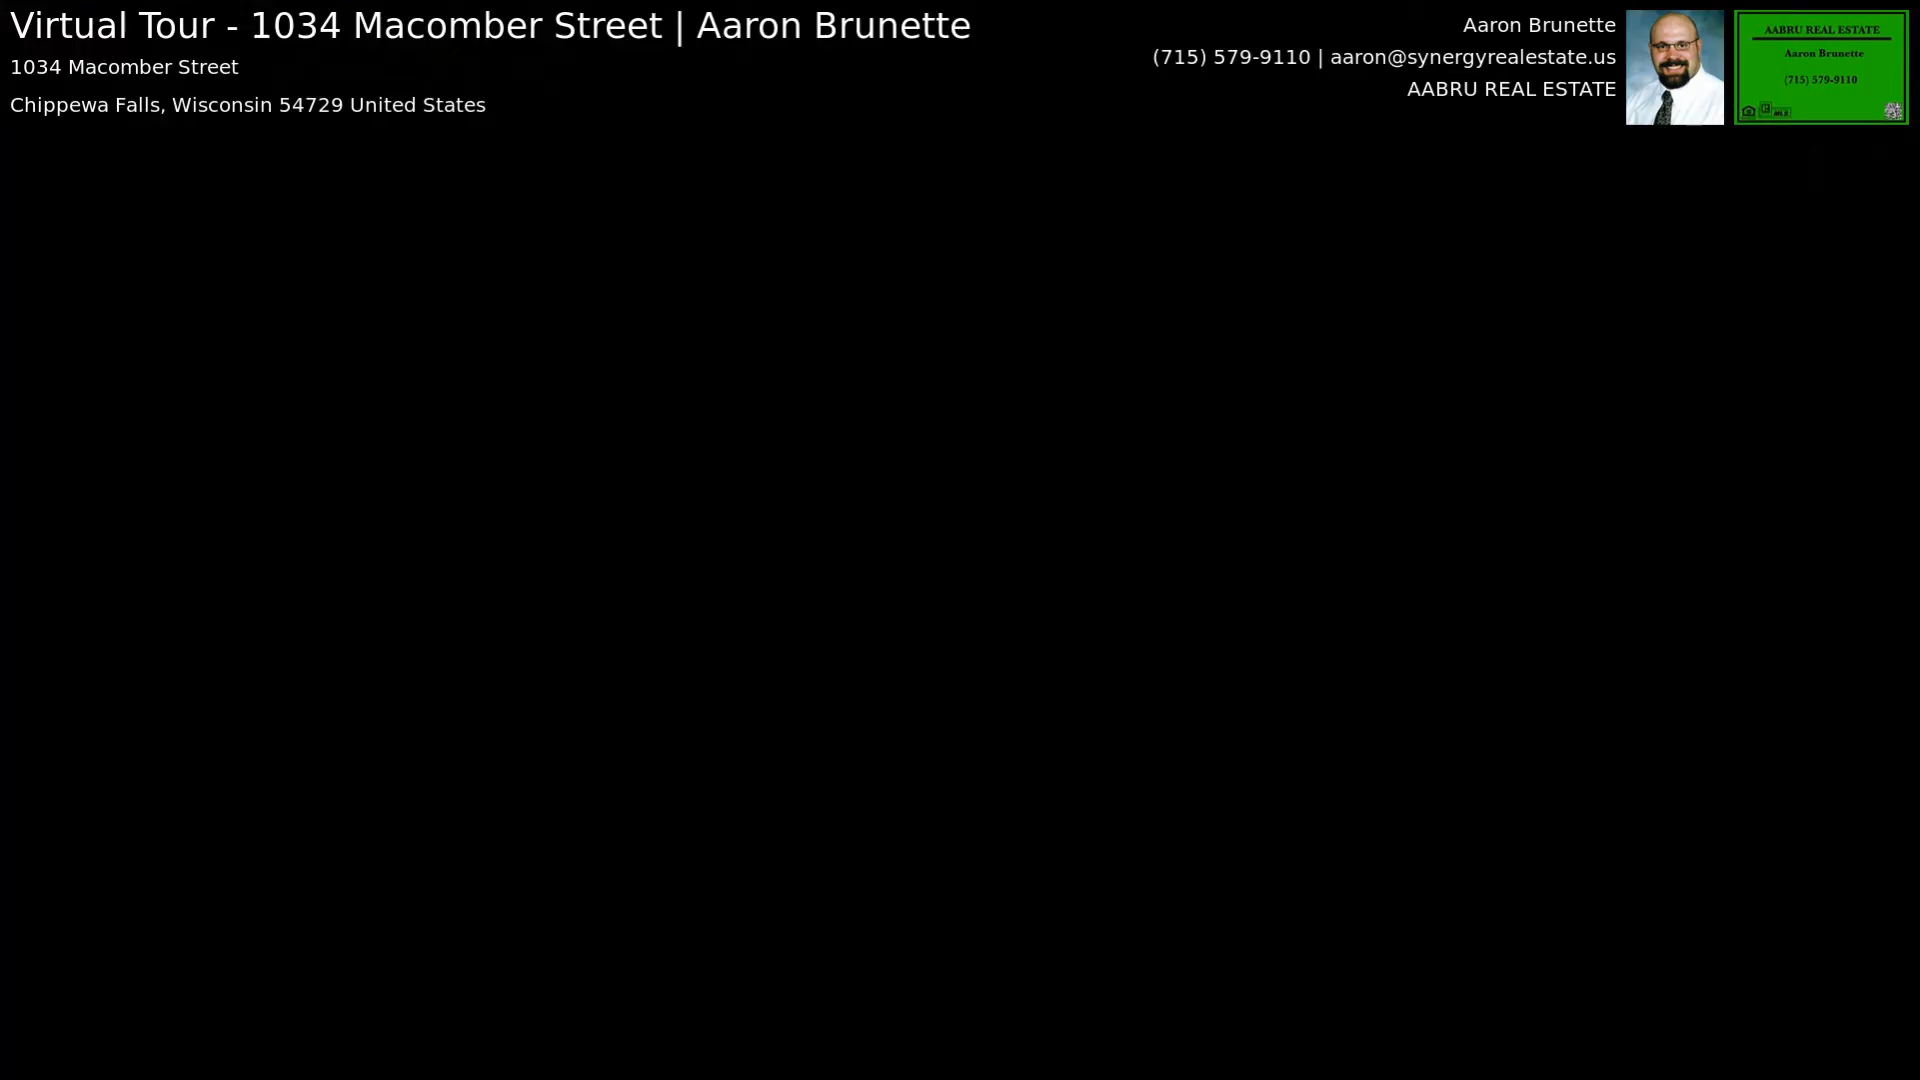 Virtual Tour - 1034 Macomber Street | Aaron Brunette
1034 Macomber Street
Chippewa Falls, Wisconsin 54729 United States
Aaron Brunette
(715) 579-9110 | aaron@synergyrealestate.us
AABRU REAL ESTATE
AABRU REAL ESTATE
Aaron Brunette
(715) 579-9110
MLS